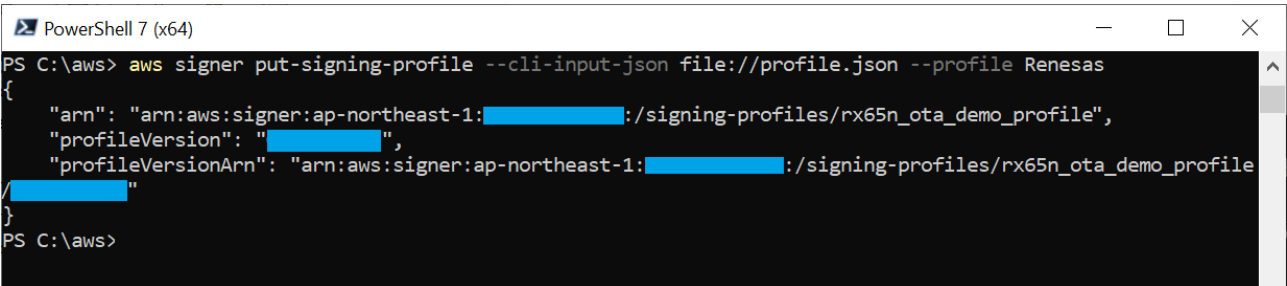 PowerShell 7 (x64)
PS C:\aws> aws signer put-signing-profile --cli-input-json file://profile.json --profile Renesas
{
    "arn": "arn:aws:signer:ap-northeast-1:            :/signing-profiles/rx65n_ota_demo_profile",
    "profileVersion": "          ",
    "profileVersionArn": "arn:aws:signer:ap-northeast-1:            :/signing-profiles/rx65n_ota_demo_profile
/          "
}
PS C:\aws>